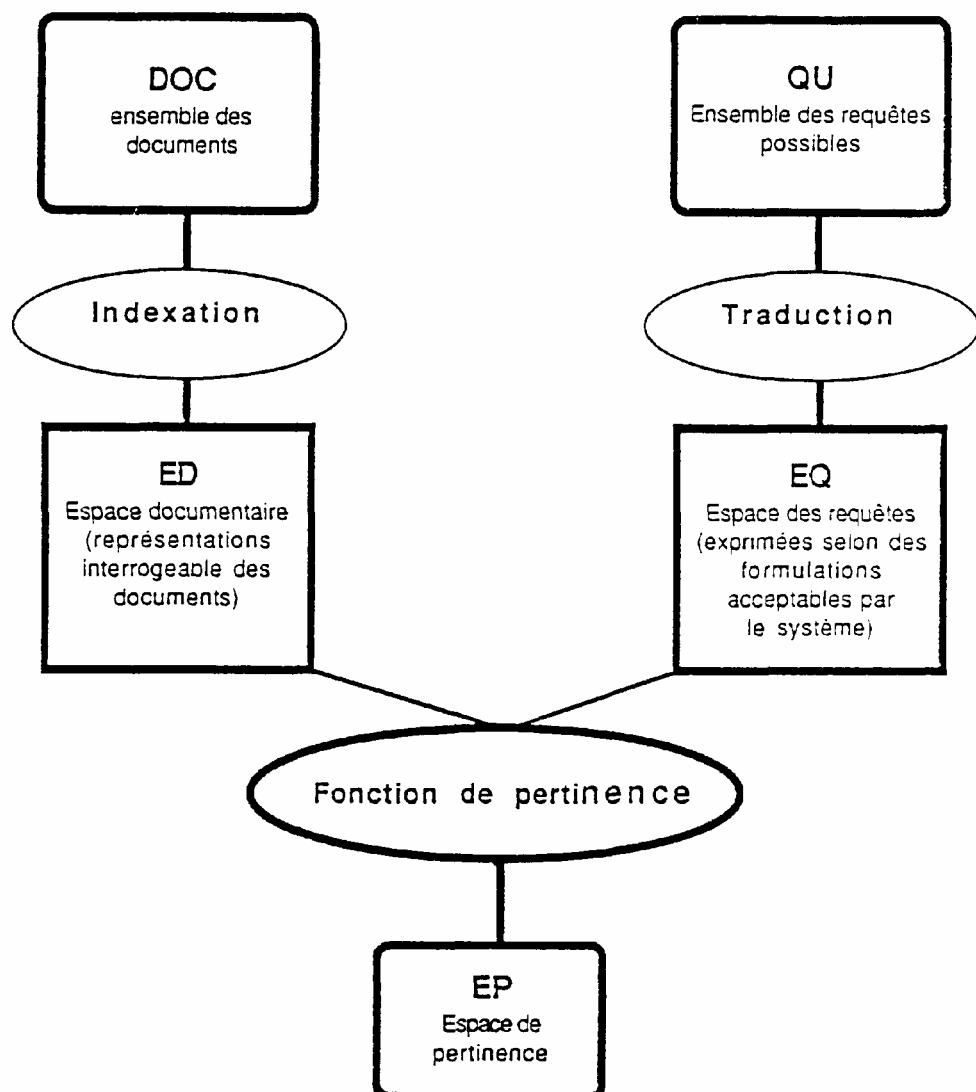 DOC
ensemble des
documents
QU
Ensemble des requêtes
possibles
Indexation
Traduction
ED
Espace documentaire
(représentations
interrogeable des
documents)
EQ
Espace des requêtes
(exprimées selon des
formulations
acceptables par
le système)
Fonction de pertinence
EP
Espace de
pertinence